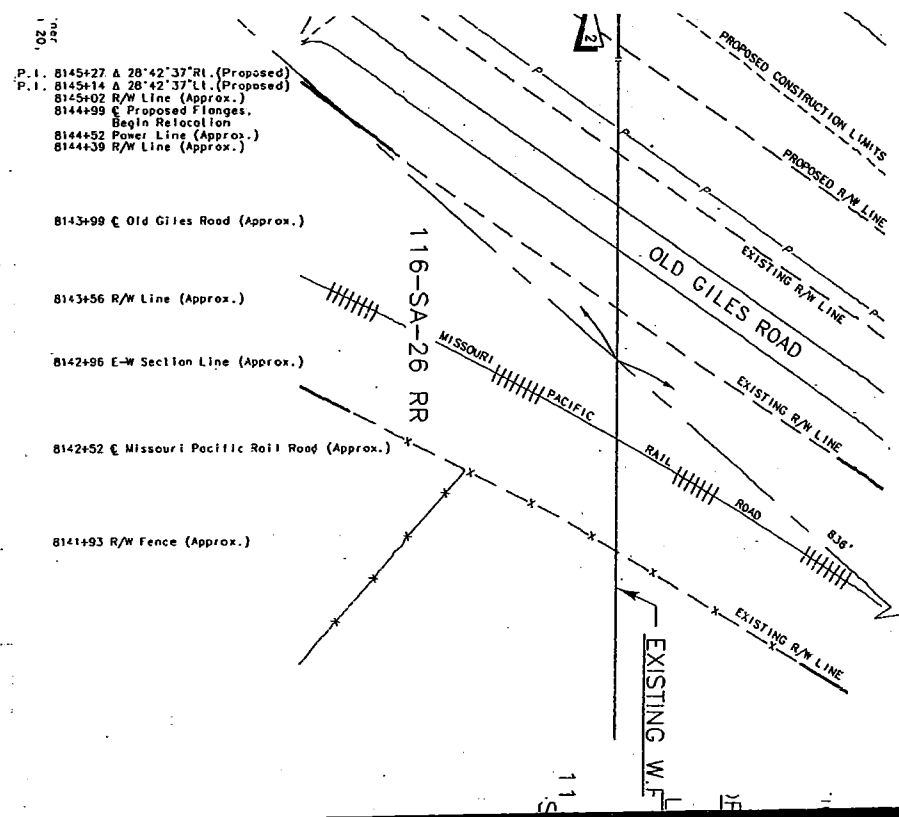 20,
P.I. 8145+27 Δ 28°42'37"Rt.(Proposed)
P.I. 8145+14 Δ 28°42'37"Lt.(Proposed)
8145+02 R/W Line (Approx.)
8144+99 ℄ Proposed Flanges,
Begin Relocation
8144+52 Power Line (Approx.)
8144+39 R/W Line (Approx.)
8143+99 ℄ Old Giles Road (Approx.)
8143+56 R/W Line (Approx.)
8142+96 E-W Section Line (Approx.)
8142+52 ℄ Missouri Pacific Rail Road (Approx.)
8141+93 R/W Fence (Approx.)
116-SA-26 RR
2
PROPOSED CONSTRUCTION LIMITS
PROPOSED R/W LINE
EXISTING R/W LINE
OLD GILES ROAD
EXISTING R/W LINE
MISSOURI PACIFIC RAIL ROAD
836'
EXISTING R/W LINE
EXISTING W.F.
11